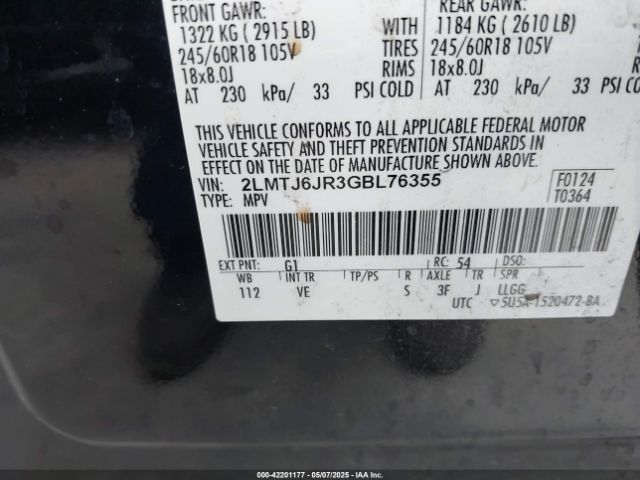 FRONT GAWR:
REAR GAWR:
1322 KG ( 2915 LB)
WITH
1184 KG ( 2610 LB)
245/60R18 105V
TIRES
245/60R18 105V
18x8.0J
RIMS
18x8.0J
AT 230 kPa/ 33 PSI COLD
AT 230 kPa/ 33 PSI COL
THIS VEHICLE CONFORMS TO ALL APPLICABLE FEDERAL MOTOR
VEHICLE SAFETY AND THEFT PREVENTION STANDARDS IN
EFFECT ON THE DATE OF MANUFACTURE SHOWN ABOVE.
VIN: 2LMTJ6JR3GBL76355
F0124
TYPE: MPV
T0364
EXT PNT: G1 RC: 54 DSO:
WB INT TR TP/PS R AXLE TR SPR
112 VE S 3F J LLGG
UTC ▽5U5A-1520472-BA
000-42201177 - 05/07/2025 - IAAI.COM